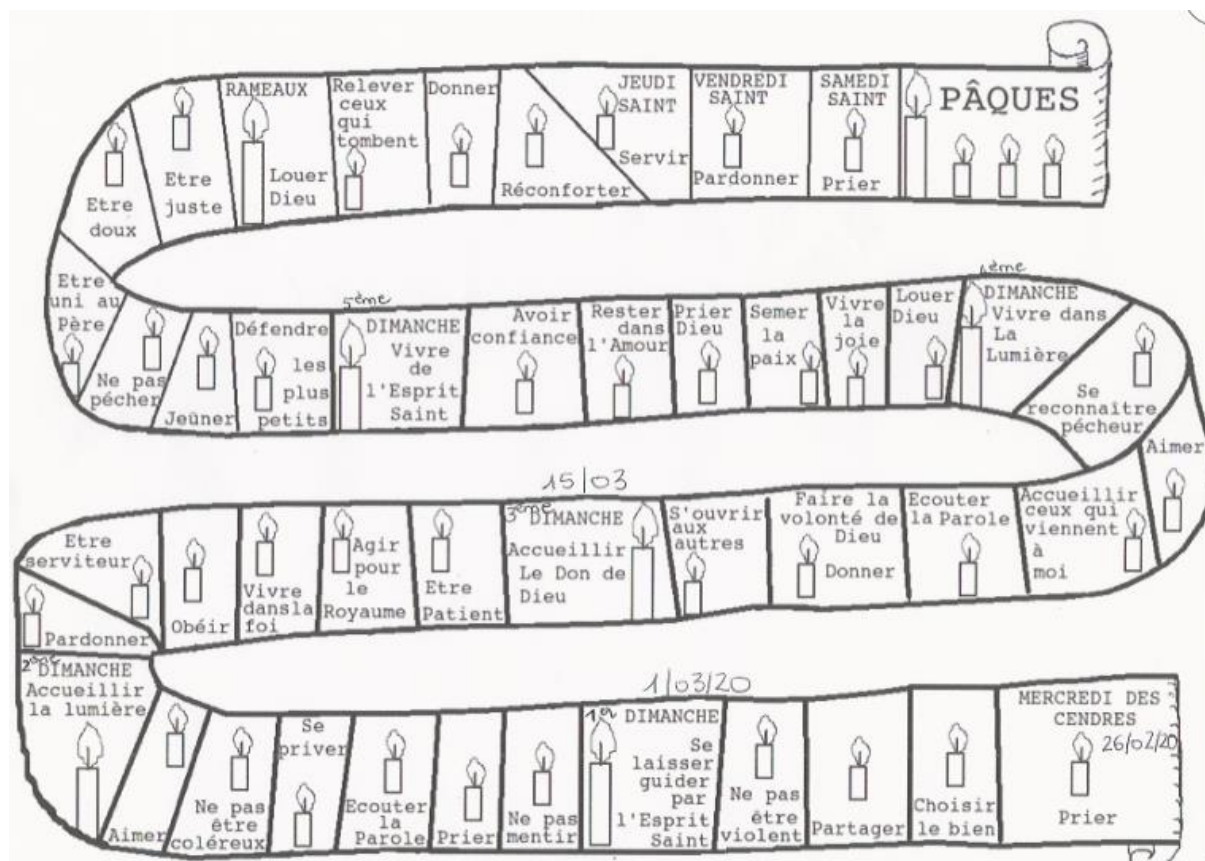 RAMEAUX
Louer
Dieu
Relever
ceux
qui
tombent
Donner
Réconforter
JEUDI
SAINT
Servir
VENDREDI
SAINT
Pardonner
SAMEDI
SAINT
Prier
PÂQUES
Etre
juste
Etre
doux
Etre
uni au
Père
Ne pas
pécher
Jeûner
Défendre
les
plus
petits
5ème
DIMANCHE
Vivre
de
l'Esprit
Saint
Avoir
confiance
Rester
dans
l'Amour
Prier
Dieu
Semer
la
paix
Vivre
la
joie
Louer
Dieu
4ème
DIMANCHE
Vivre dans
La
Lumière
Se
reconnaître
pécheur
Aimer
15/03
Etre
serviteur
Pardonner
Obéir
Vivre
dansla
foi
Agir
pour
le
Royaume
Etre
Patient
3ème
DIMANCHE
Accueillir
Le Don de
Dieu
S'ouvrir
aux
autres
Faire la
volonté de
Dieu
Donner
Ecouter
la Parole
Accueillir
ceux qui
viennent
à
moi
2ème
DIMANCHE
Accueillir
la lumière
Aimer
Ne pas
être
coléreux
Se
priver
Ecouter
la
Parole
Prier
Ne pas
mentir
1/03/20
1er DIMANCHE
Se
laisser
guider
par
l'Esprit
Saint
Ne pas
être
violent
Partager
Choisir
le bien
MERCREDI DES
CENDRES
26/02/20
Prier